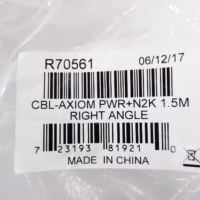 R70561 06/12/17
CBL-AXIOM PWR+N2K 1.5M
RIGHT ANGLE
7 23193 81921 0
MADE IN CHINA